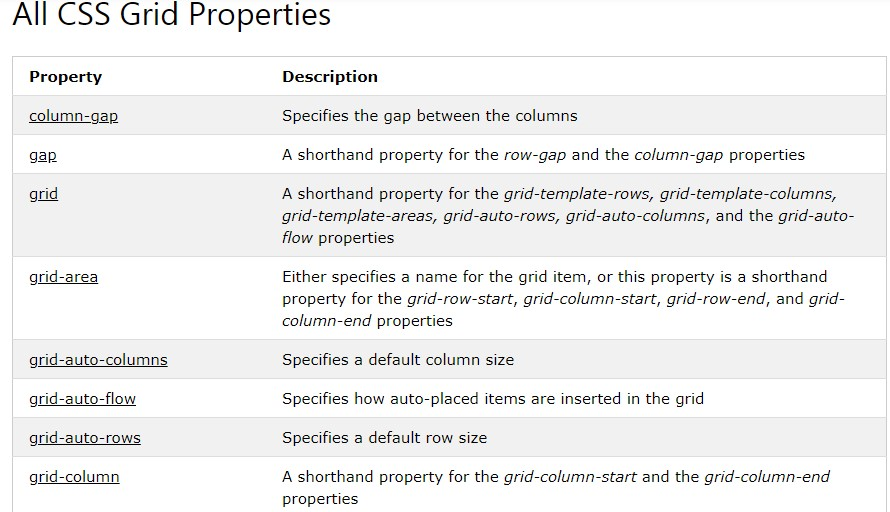 All CSS Grid Properties
Property Description
column-gap Specifies the gap between the columns
gap A shorthand property for the row-gap and the column-gap properties
grid A shorthand property for the grid-template-rows, grid-template-columns,
grid-template-areas, grid-auto-rows, grid-auto-columns, and the grid-auto-
flow properties
grid-area Either specifies a name for the grid item, or this property is a shorthand
property for the grid-row-start, grid-column-start, grid-row-end, and grid-
column-end properties
grid-auto-columns Specifies a default column size
grid-auto-flow Specifies how auto-placed items are inserted in the grid
grid-auto-rows Specifies a default row size
grid-column A shorthand property for the grid-column-start and the grid-column-end
properties